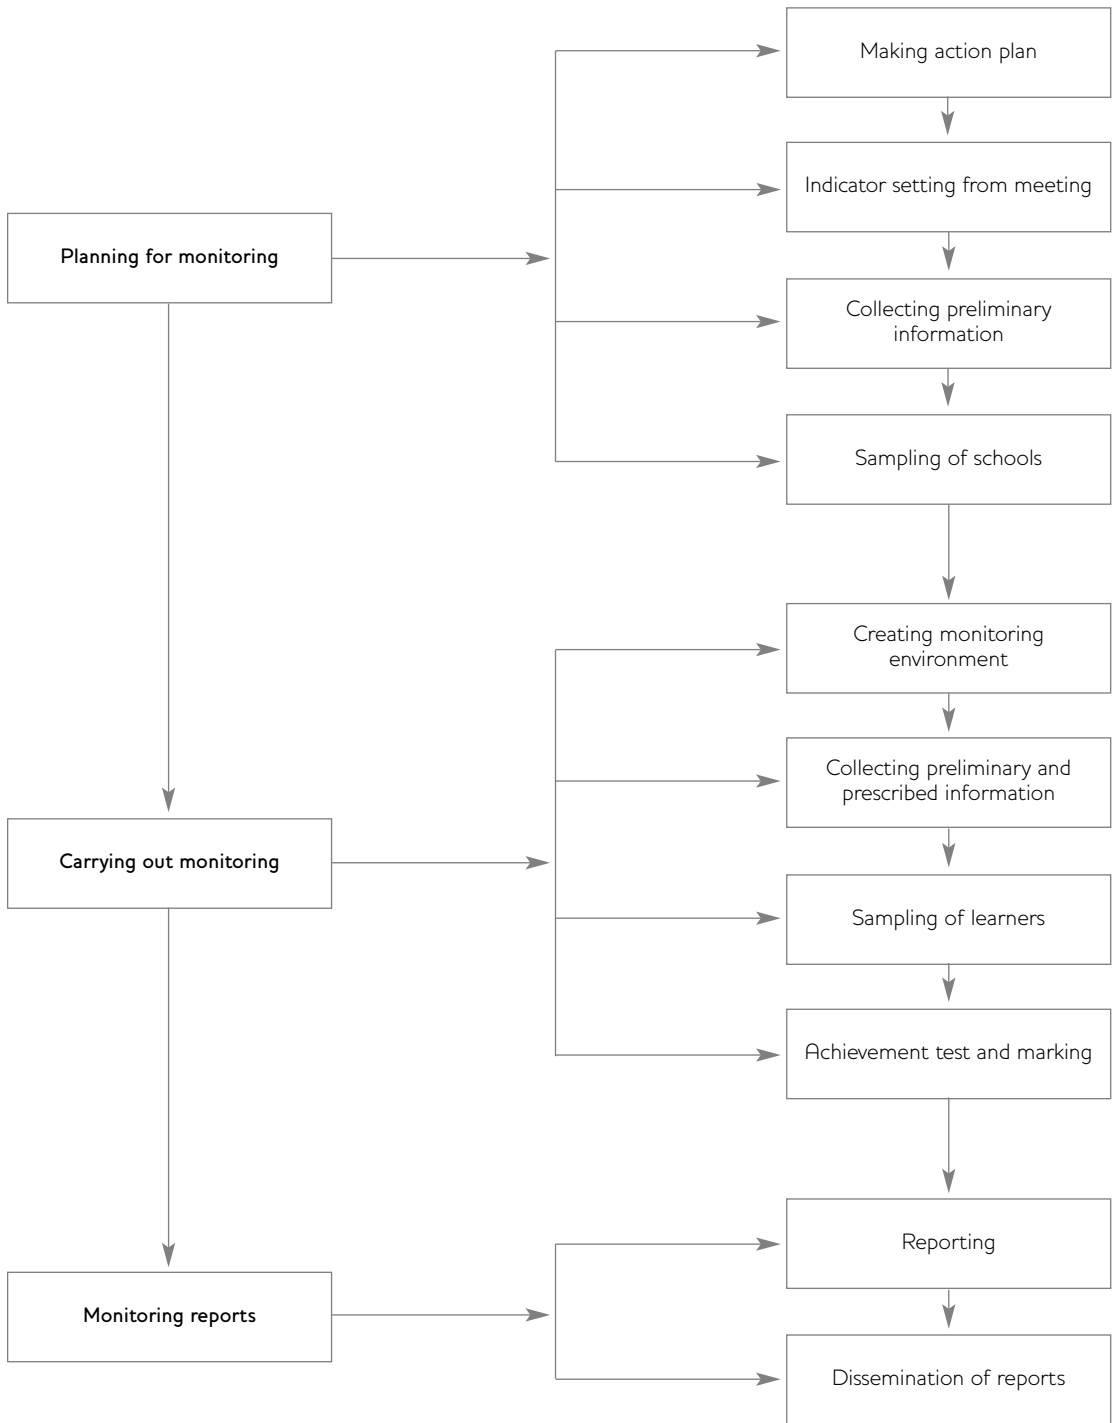 Planning for monitoring
Making action plan
Indicator setting from meeting
Collecting preliminary
information
Sampling of schools
Carrying out monitoring
Creating monitoring
environment
Collecting preliminary and
prescribed information
Sampling of learners
Achievement test and marking
Monitoring reports
Reporting
Dissemination of reports